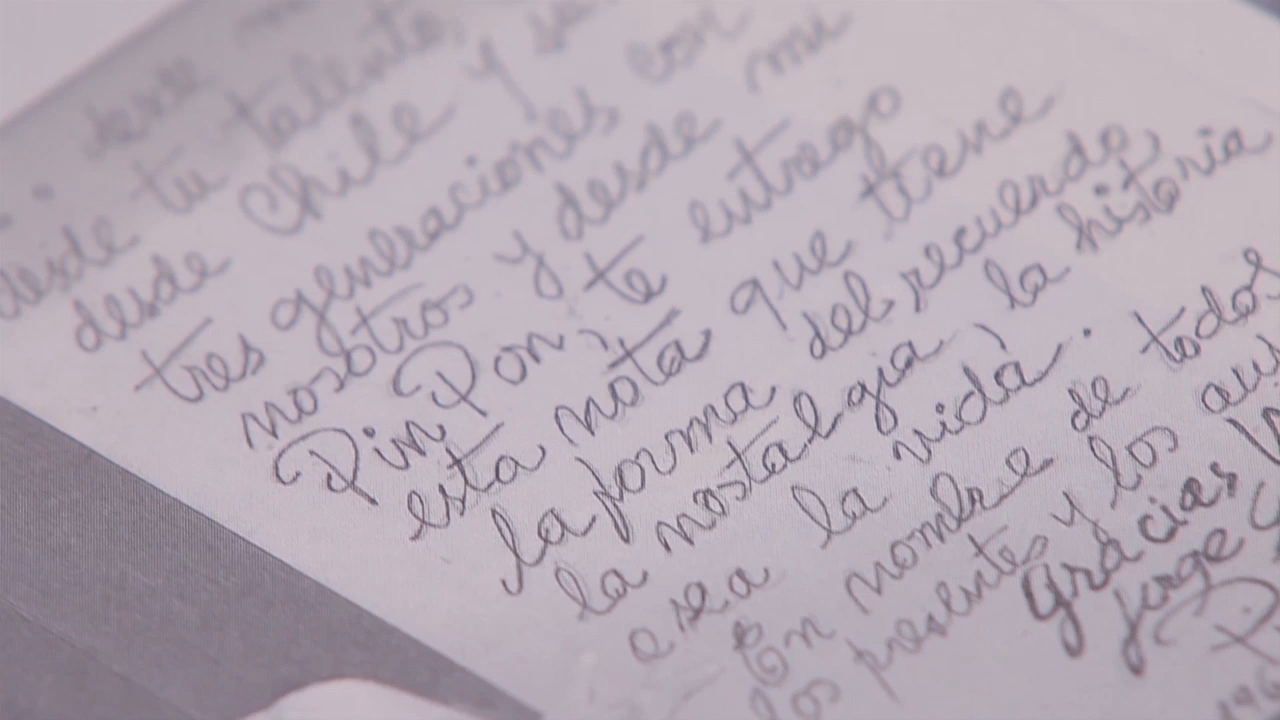 desde tu talento,
desde Chile y
tres generaciones con
nosotros y desde mi
Pin Pon, te entrego
esta nota que tiene
la forma del recuerdo,
la nostalgia, la historia
o sea la vida.
En nombre de todos
los presentes y los
Gracias
Jorge